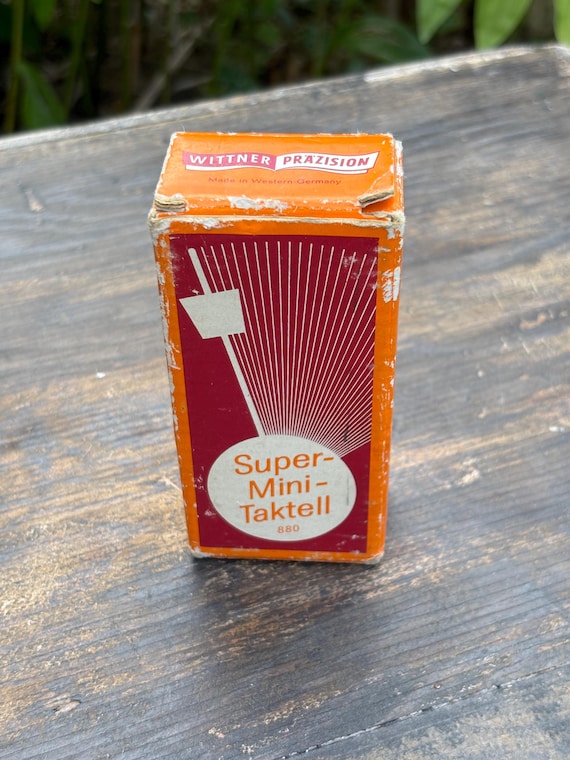 WITTNER PRÄZISION
Made in Western-Germany
Super-
Mini-
Taktell
880